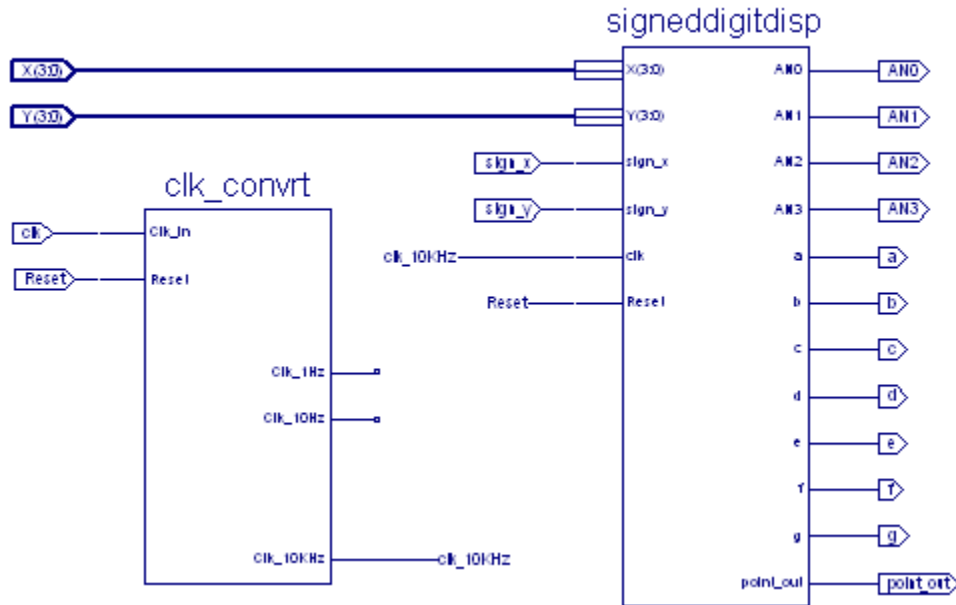 signeddigitdisp
X(3:0) X(3:0) AN0 AN0
Y(3:0) Y(3:0) AN1 AN1
sign_x sign_x AN2 AN2
clk_convrt
sign_y sign_y AN3 AN3
clk Clk_in clk_10KHz clk a a
Reset Reset Reset Reset b b
c c
Clk_1Hz
d d
Clk_10Hz
e e
f f
g g
Clk_10KHz clk_10KHz
point_out point_out